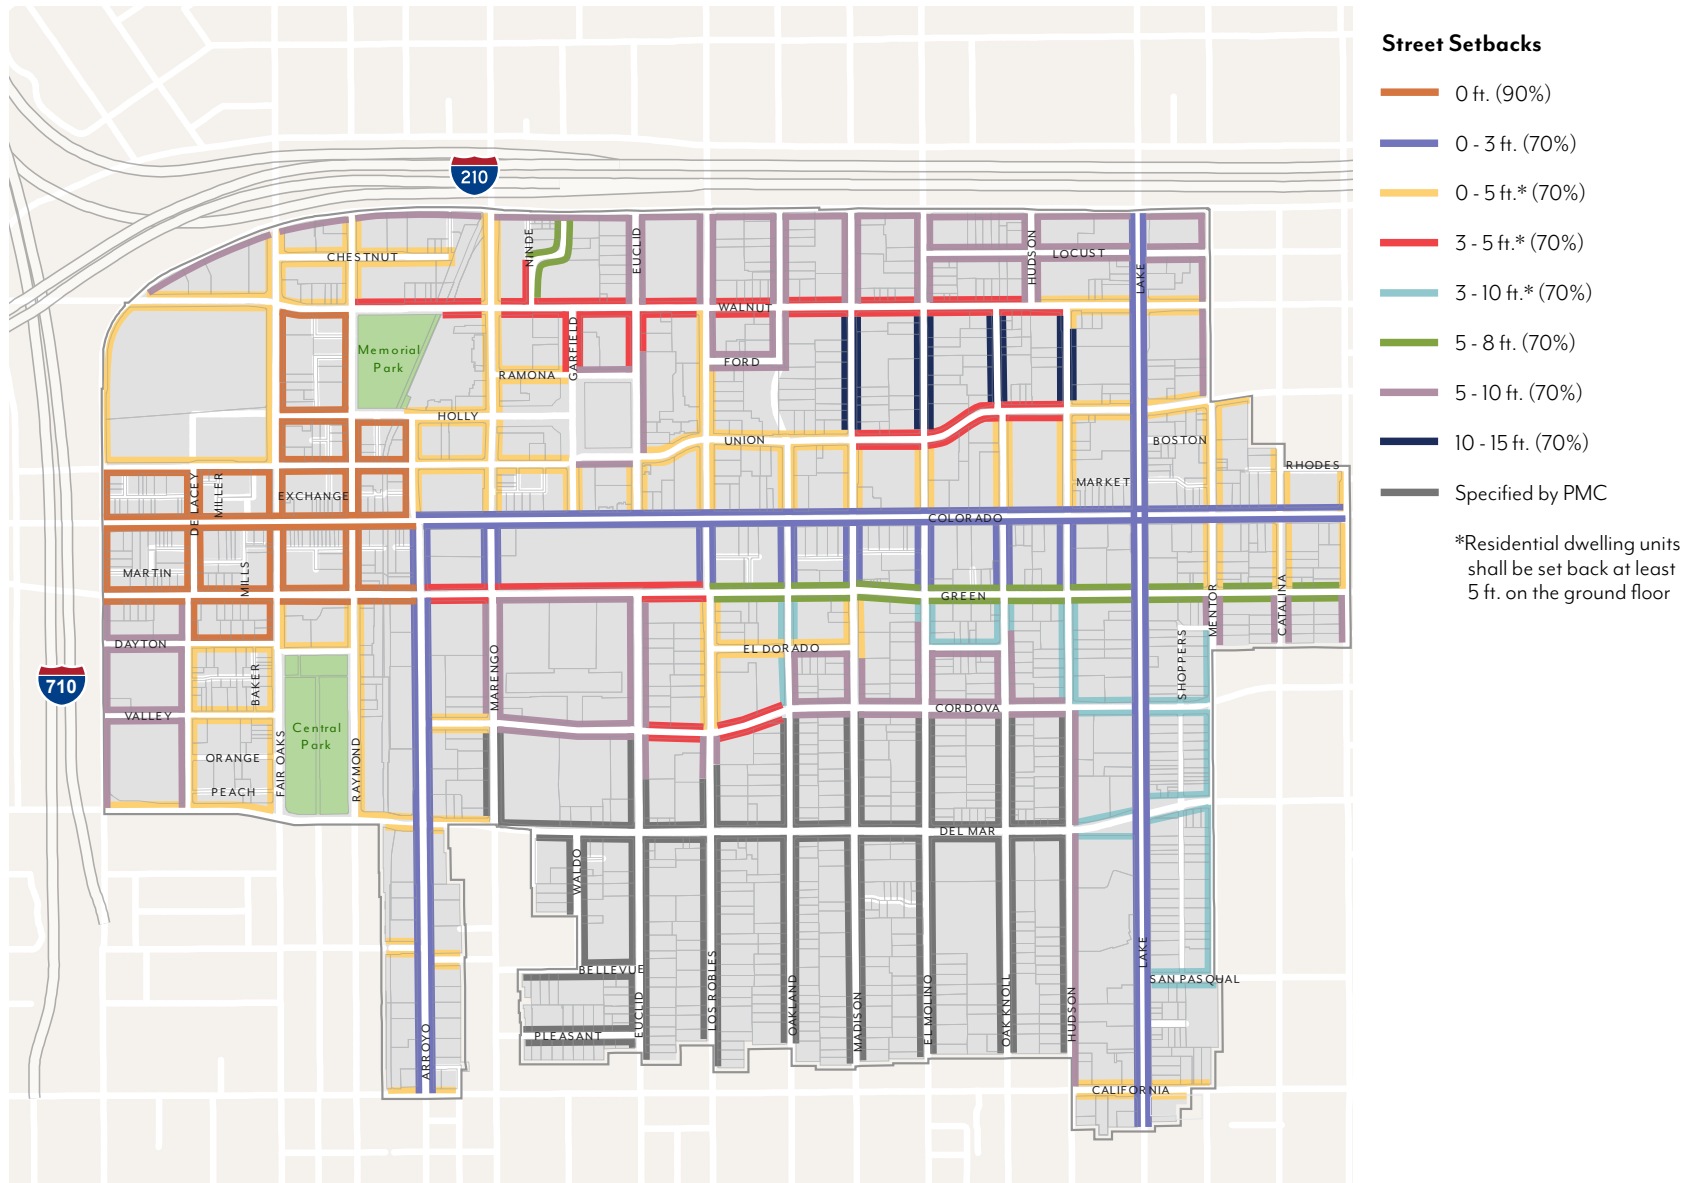 Street Setbacks
0 ft. (90%)
0 - 3 ft. (70%)
0 - 5 ft.* (70%)
3 - 5 ft.* (70%)
3 - 10 ft.* (70%)
5 - 8 ft. (70%)
5 - 10 ft. (70%)
10 - 15 ft. (70%)
Specified by PMC
*Residential dwelling units
shall be set back at least
5 ft. on the ground floor
210
710
NINDE
EUCLID
HUDSON
LAKE
CHESTNUT
LOCUST
WALNUT
Memorial
Park
GARFIELD
FORD
RAMONA
HOLLY
UNION
BOSTON
RHODES
MARKET
DE LACEY
MILLER
EXCHANGE
COLORADO
MARTIN
MILLS
GREEN
MENTOR
CATALINA
DAYTON
EL DORADO
SHOPPERS
BAKER
MARENGO
VALLEY
CORDOVA
Central
Park
ORANGE
FAIR OAKS
RAYMOND
PEACH
DEL MAR
WALDO
BELLEVUE
LAKE
SAN PASQUAL
EUCLID
LOS ROBLES
OAKLAND
MADISON
EL MOLINO
OAK KNOLL
HUDSON
PLEASANT
ARROYO
CALIFORNIA